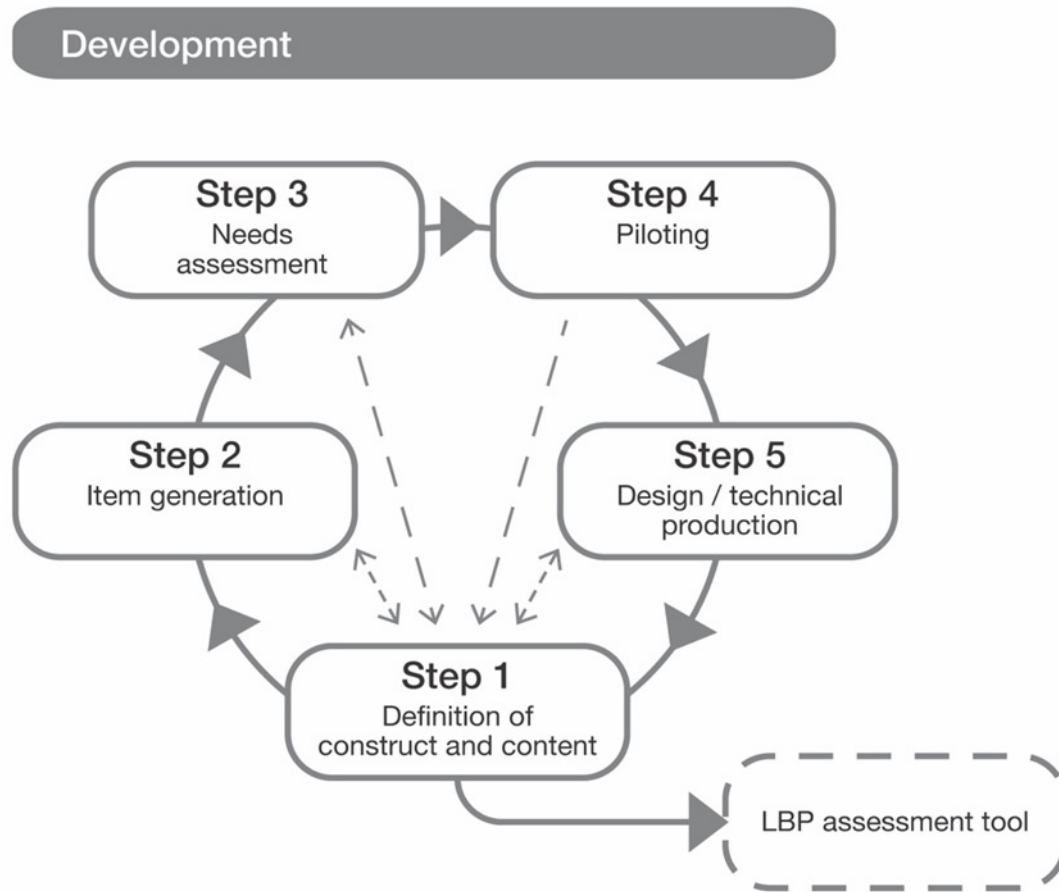 Development
Step 3
Needs
assessment
Step 4
Piloting
Step 2
Item generation
Step 5
Design / technical
production
Step 1
Definition of
construct and content
LBP assessment tool